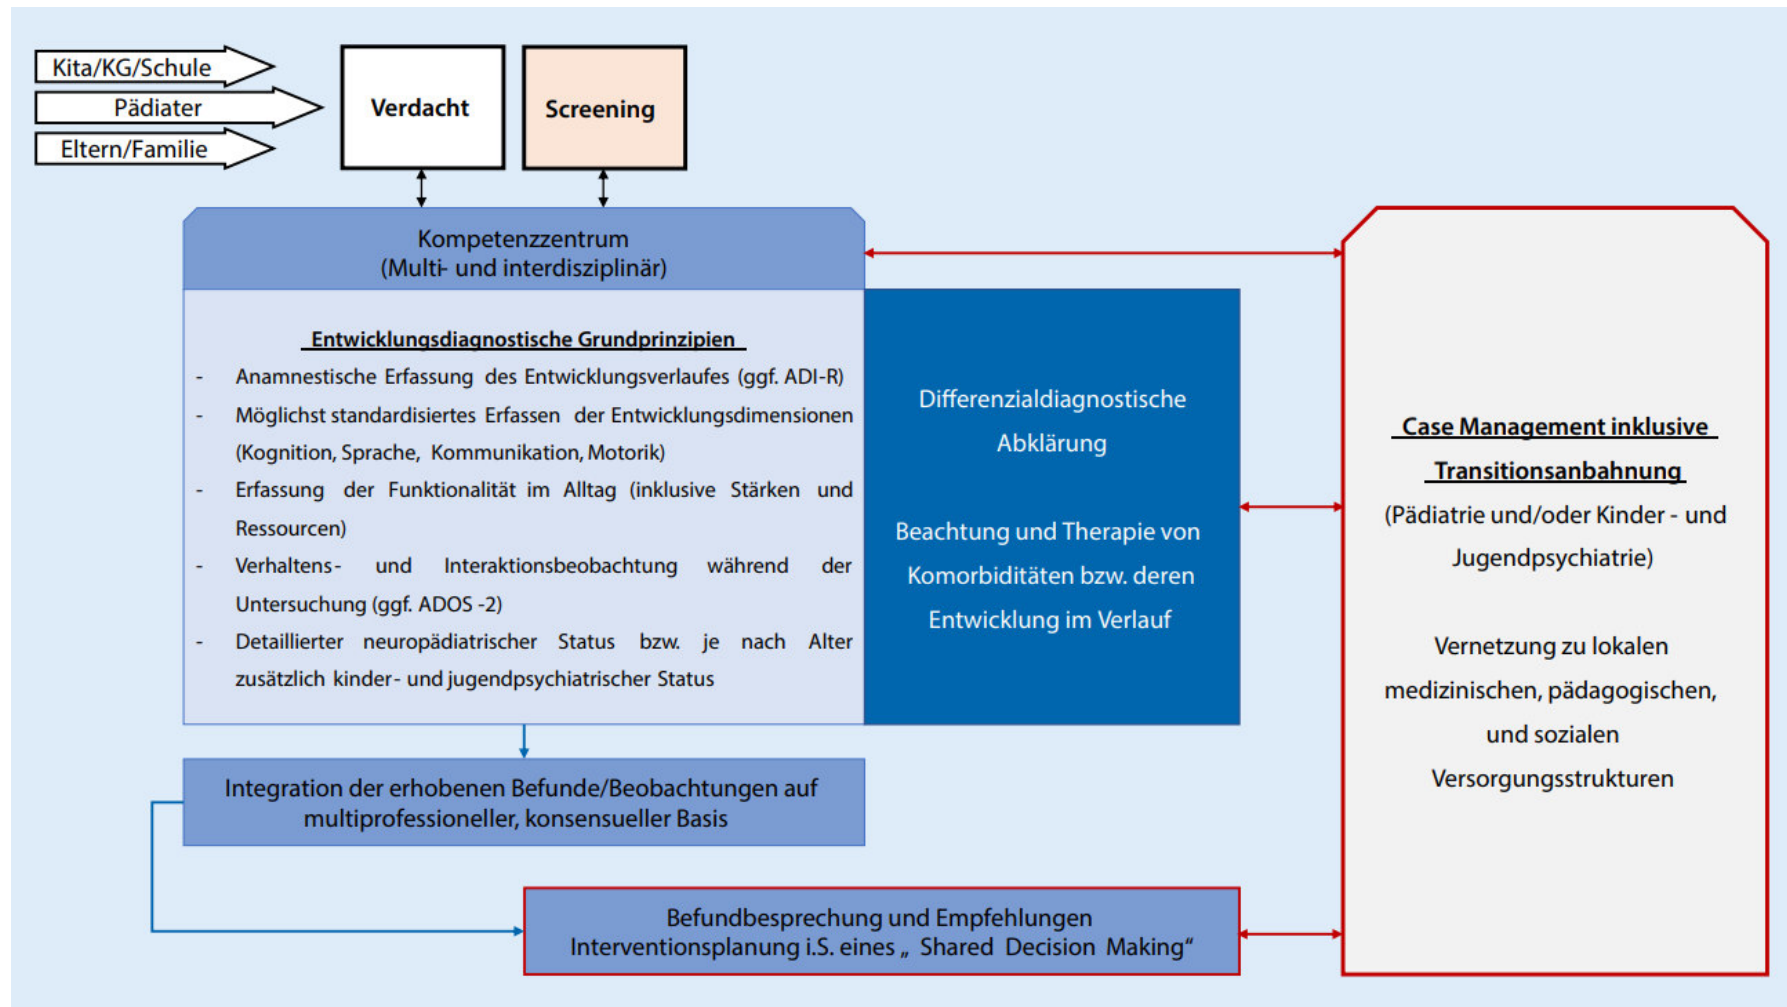 Kita/KG/Schule
Pädiater
Eltern/Familie
Verdacht
Screening
Kompetenzzentrum
(Multi- und interdisziplinär)
Entwicklungsdiagnostische Grundprinzipien
- Anamnestische Erfassung des Entwicklungsverlaufes (ggf. ADI-R)
- Möglichst standardisiertes Erfassen der Entwicklungsdimensionen
(Kognition, Sprache, Kommunikation, Motorik)
- Erfassung der Funktionalität im Alltag (inklusive Stärken und
Ressourcen)
- Verhaltens- und Interaktionsbeobachtung während der
Untersuchung (ggf. ADOS -2)
- Detaillierter neuropädiatrischer Status bzw. je nach Alter
zusätzlich kinder- und jugendpsychiatrischer Status
Differenzialdiagnostische
Abklärung
Beachtung und Therapie von
Komorbiditäten bzw. deren
Entwicklung im Verlauf
Case Management inklusive
Transitionsanbahnung
(Pädiatrie und/oder Kinder - und
Jugendpsychiatrie)
Vernetzung zu lokalen
medizinischen, pädagogischen,
und sozialen
Versorgungsstrukturen
Integration der erhobenen Befunde/Beobachtungen auf
multiprofessioneller, konsensueller Basis
Befundbesprechung und Empfehlungen
Interventionsplanung i.S. eines „ Shared Decision Making“